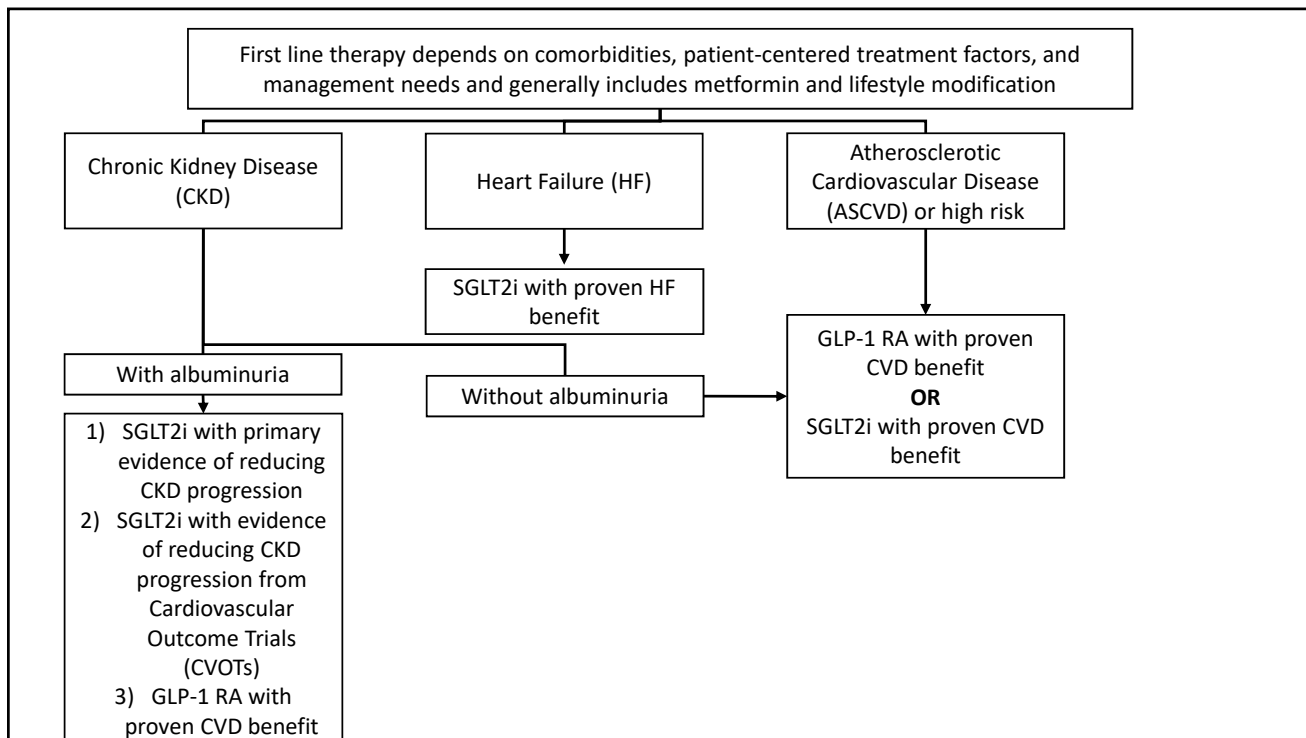 First line therapy depends on comorbidities, patient-centered treatment factors, and
management needs and generally includes metformin and lifestyle modification
Chronic Kidney Disease
(CKD)
Heart Failure (HF)
Atherosclerotic
Cardiovascular Disease
(ASCVD) or high risk
SGLT2i with proven HF
benefit
GLP-1 RA with proven
CVD benefit
OR
SGLT2i with proven CVD
benefit
With albuminuria
Without albuminuria
1) SGLT2i with primary
evidence of reducing
CKD progression
2) SGLT2i with evidence
of reducing CKD
progression from
Cardiovascular
Outcome Trials
(CVOTs)
3) GLP-1 RA with
proven CVD benefit